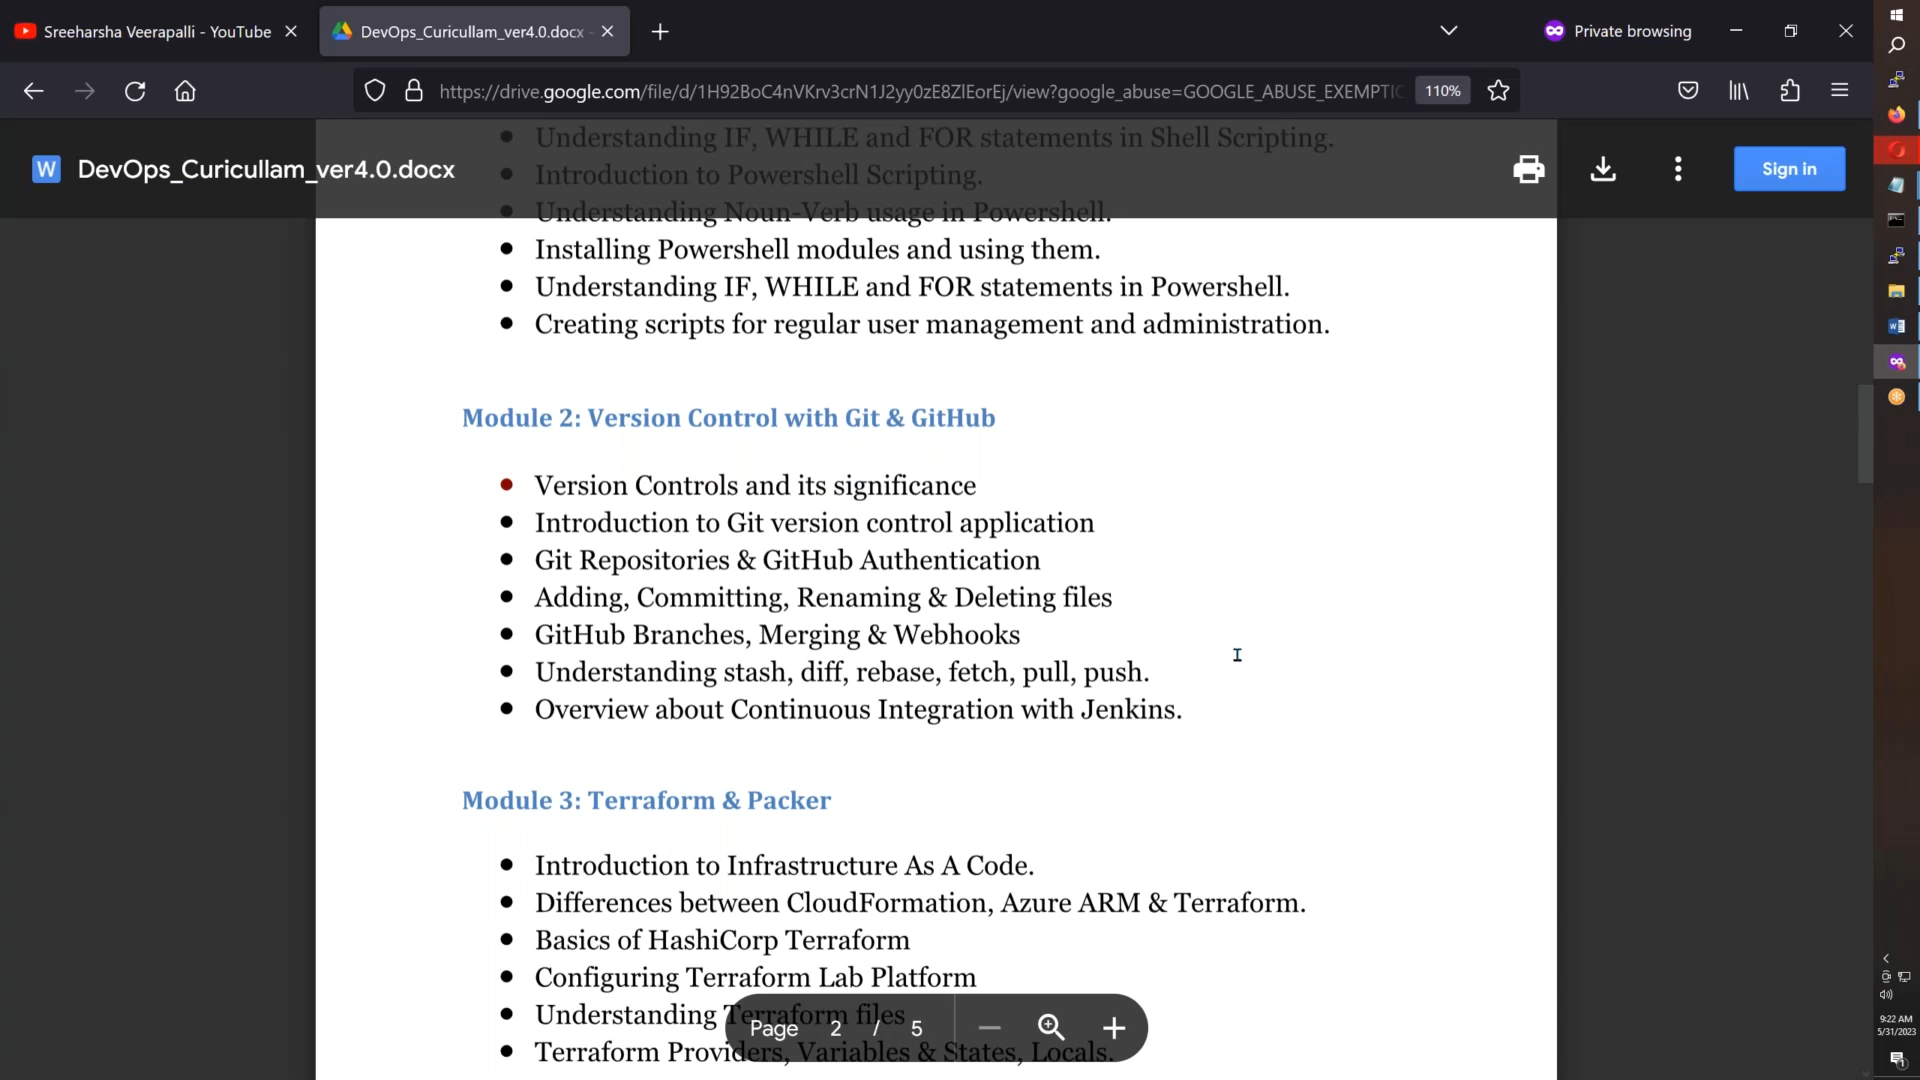 Sreeharsha Veerapalli - YouTube
DevOps_Curicullam_ver4.0.docx -
Private browsing
https://drive.google.com/file/d/1H92BoC4nVKrv3crN1J2yy0zE8ZlEorEj/view?google_abuse=GOOGLE_ABUSE_EXEMPTIC
110%
W
DevOps_Curicullam_ver4.0.docx
Sign in
Understanding IF, WHILE and FOR statements in Shell Scripting.
Introduction to Powershell Scripting.
Understanding Noun-Verb usage in Powershell.
Installing Powershell modules and using them.
Understanding IF, WHILE and FOR statements in Powershell.
Creating scripts for regular user management and administration.
Module 2: Version Control with Git & GitHub
Version Controls and its significance
Introduction to Git version control application
Git Repositories & GitHub Authentication
Adding, Committing, Renaming & Deleting files
GitHub Branches, Merging & Webhooks
Understanding stash, diff, rebase, fetch, pull, push.
Overview about Continuous Integration with Jenkins.
Module 3: Terraform & Packer
Introduction to Infrastructure As A Code.
Differences between CloudFormation, Azure ARM & Terraform.
Basics of HashiCorp Terraform
Configuring Terraform Lab Platform
Understanding Terraform files
Terraform Providers, Variables & States, Locals.
Page 2 / 5
9:22 AM
5/31/2023